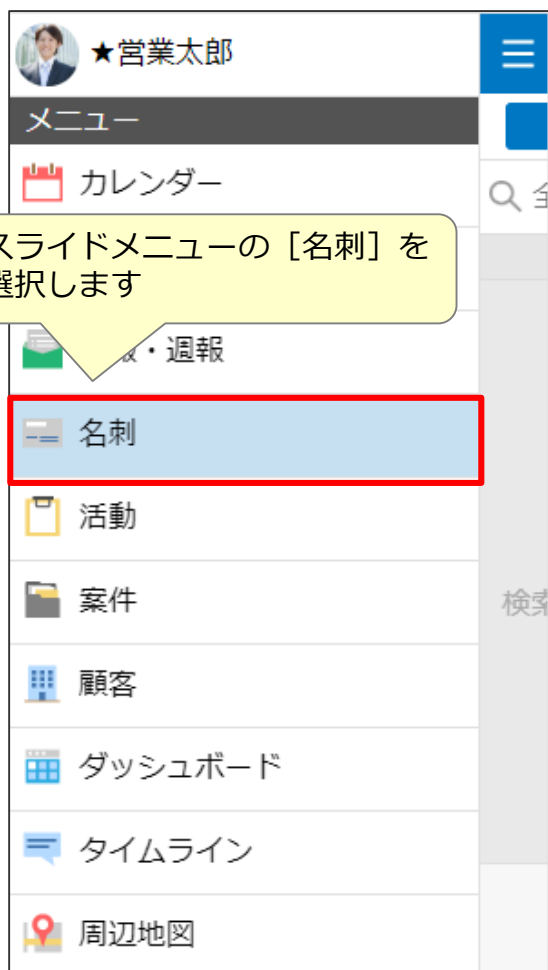 ★営業太郎
メニュー
カレンダー
全
スライドメニューの［名刺］を
選択します
・週報
名刺
活動
案件
検索
顧客
ダッシュボード
タイムライン
周辺地図